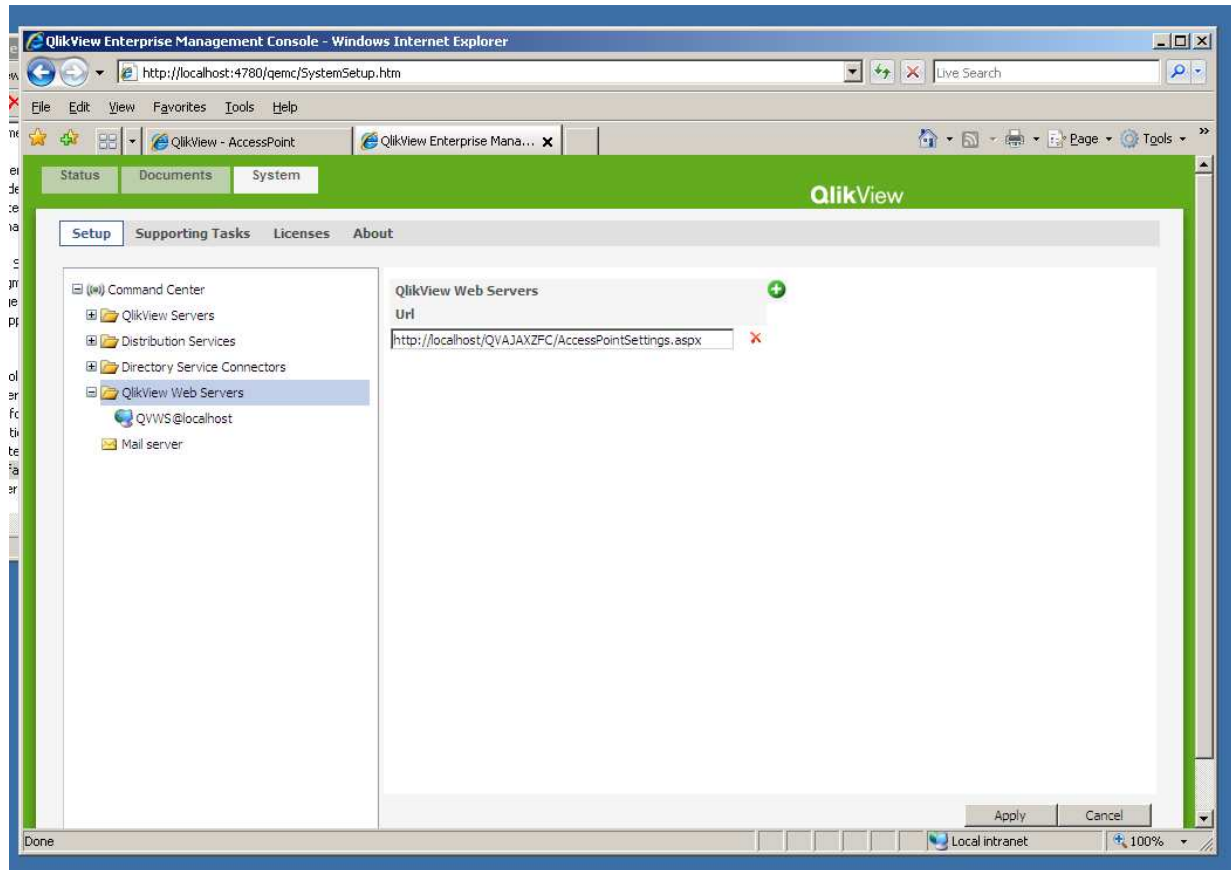 QlikView Enterprise Management Console - Windows Internet Explorer
http://localhost:4780/qemc/SystemSetup.htm
Live Search
File Edit View Favorites Tools Help
QlikView - AccessPoint
QlikView Enterprise Mana...
Page
Tools
Status Documents System
QlikView
Setup Supporting Tasks Licenses About
Command Center
QlikView Servers
Distribution Services
Directory Service Connectors
QlikView Web Servers
QVWS@localhost
Mail server
QlikView Web Servers
Url
http://localhost/QVAJAXZFC/AccessPointSettings.aspx
Apply Cancel
Done
Local intranet
100%